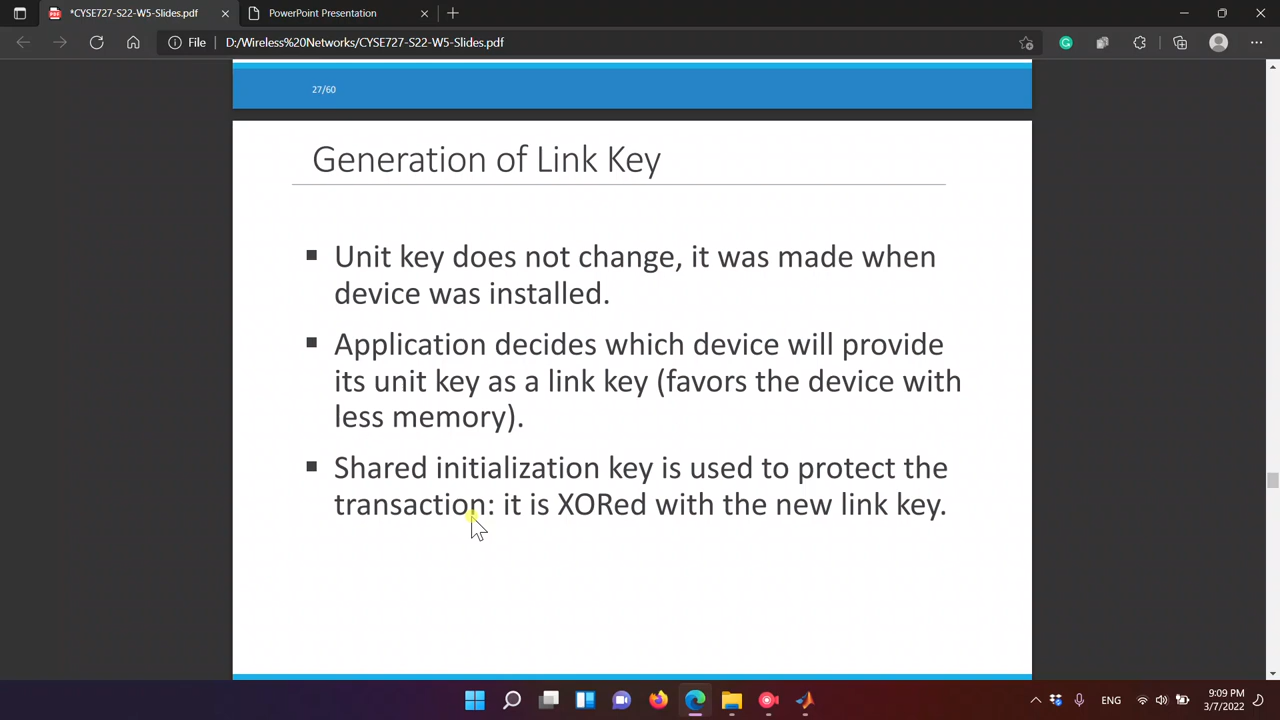 *CYSE727-S22-W5-Slides.pdf
PowerPoint Presentation
File
D:/Wireless%20Networks/CYSE727-S22-W5-Slides.pdf
27/60
Generation of Link Key
▪ Unit key does not change, it was made when
device was installed.
▪ Application decides which device will provide
its unit key as a link key (favors the device with
less memory).
▪ Shared initialization key is used to protect the
transaction: it is XORed with the new link key.
ENG
9:09 PM
3/7/2022